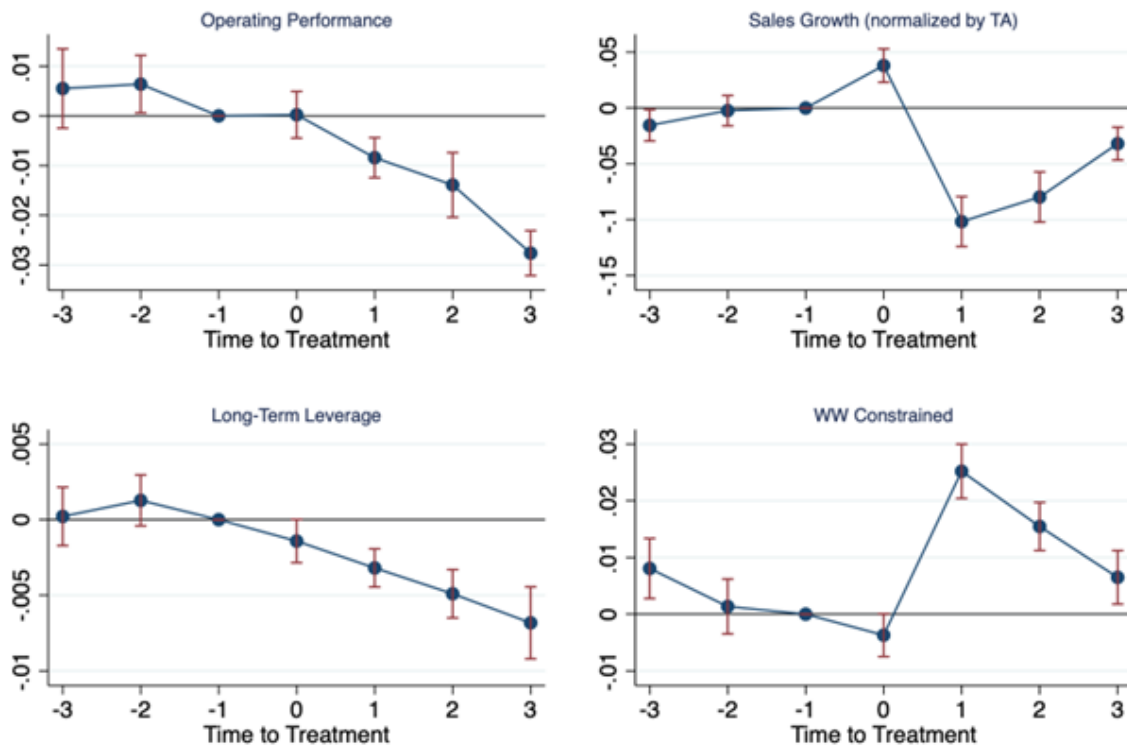 Operating Performance
.01
0
-.01
-.02
-.03
-3 -2 -1 0 1 2 3
Time to Treatment
Sales Growth (normalized by TA)
.05
0
-.05
-.1
-.15
-3 -2 -1 0 1 2 3
Time to Treatment
Long-Term Leverage
.005
0
-.005
-.01
-3 -2 -1 0 1 2 3
Time to Treatment
WW Constrained
.03
.02
.01
0
-.01
-3 -2 -1 0 1 2 3
Time to Treatment